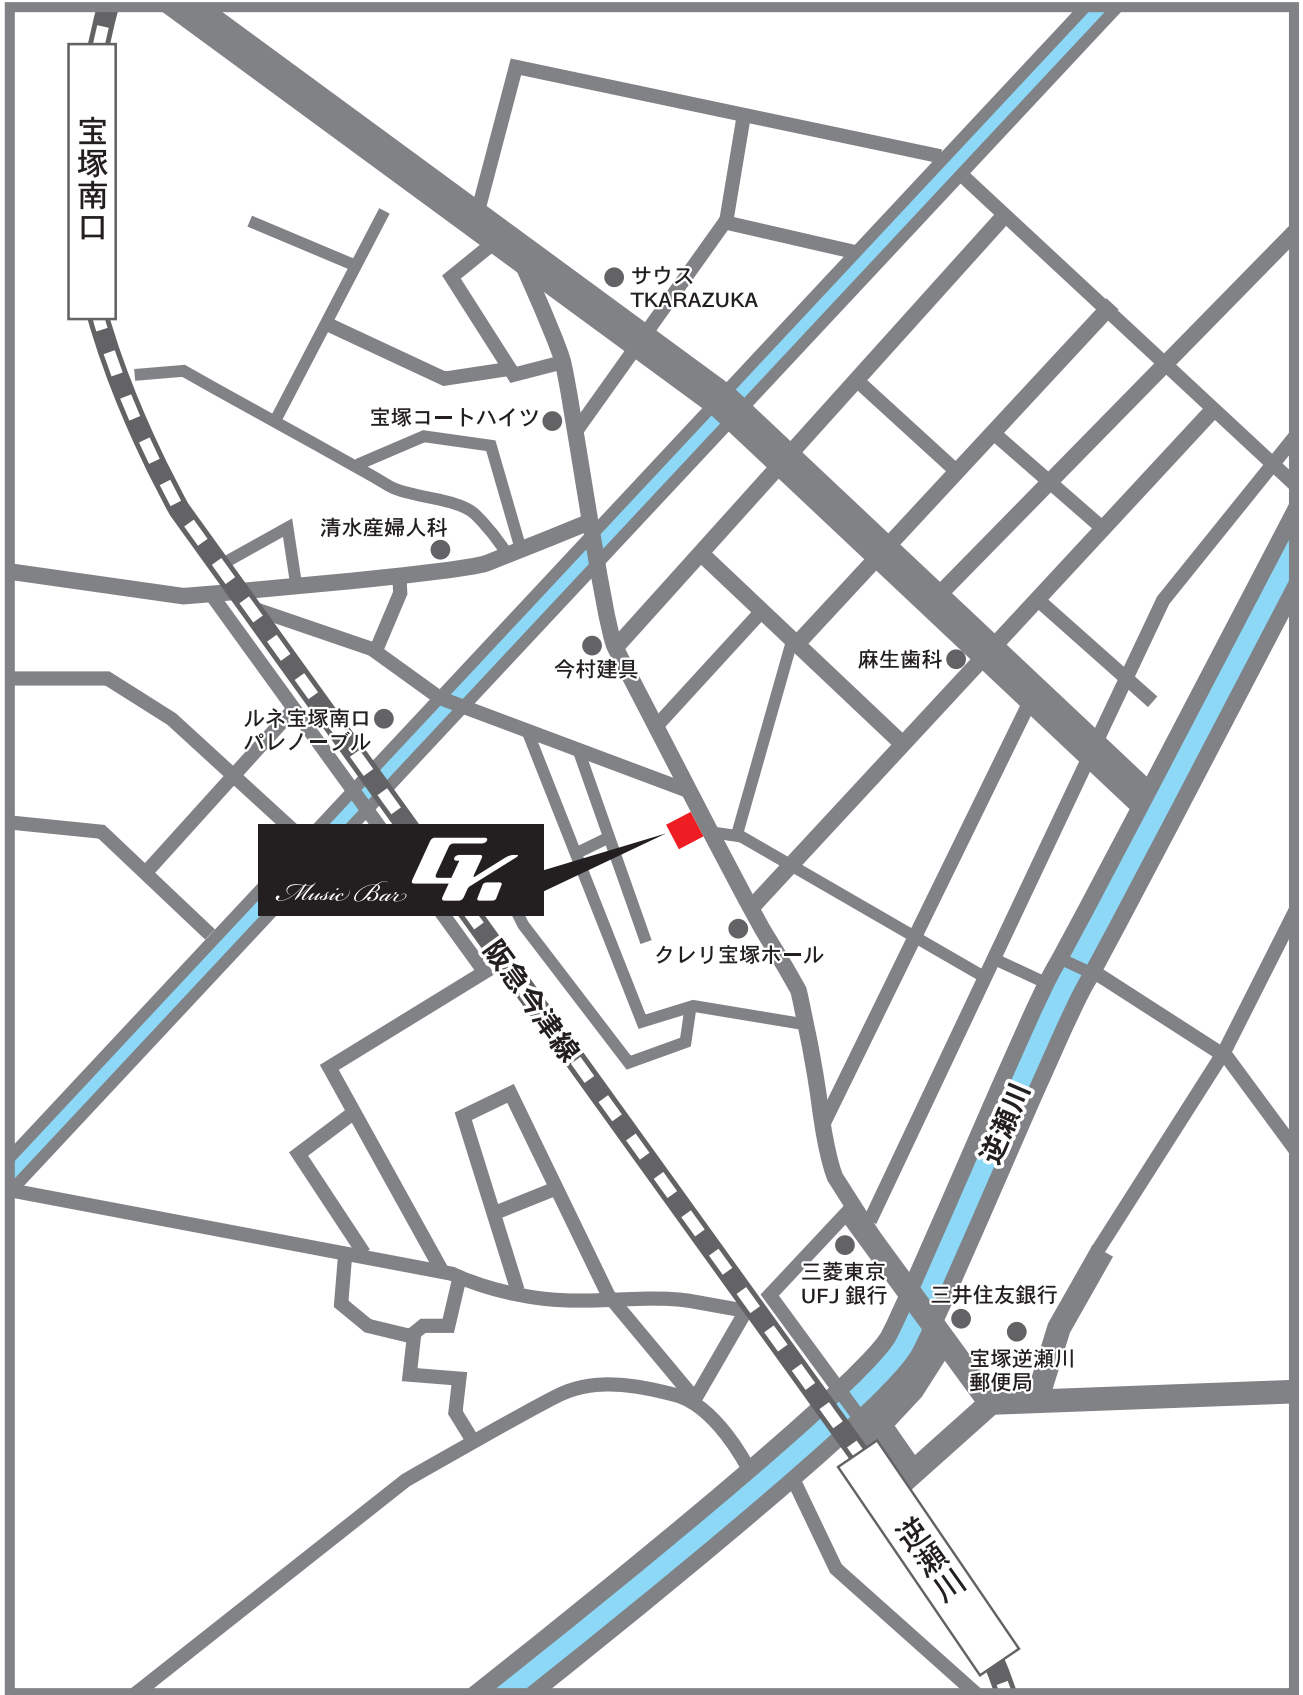 宝塚南口
サウス
TKARAZUKA
宝塚コートハイツ
清水産婦人科
今村建具
麻生歯科
ルネ宝塚南口
パレノーブル
Music Bar
クレリ宝塚ホール
阪急今津線
逆瀬川
三菱東京
UFJ 銀行
三井住友銀行
宝塚逆瀬川
郵便局
逆瀬川